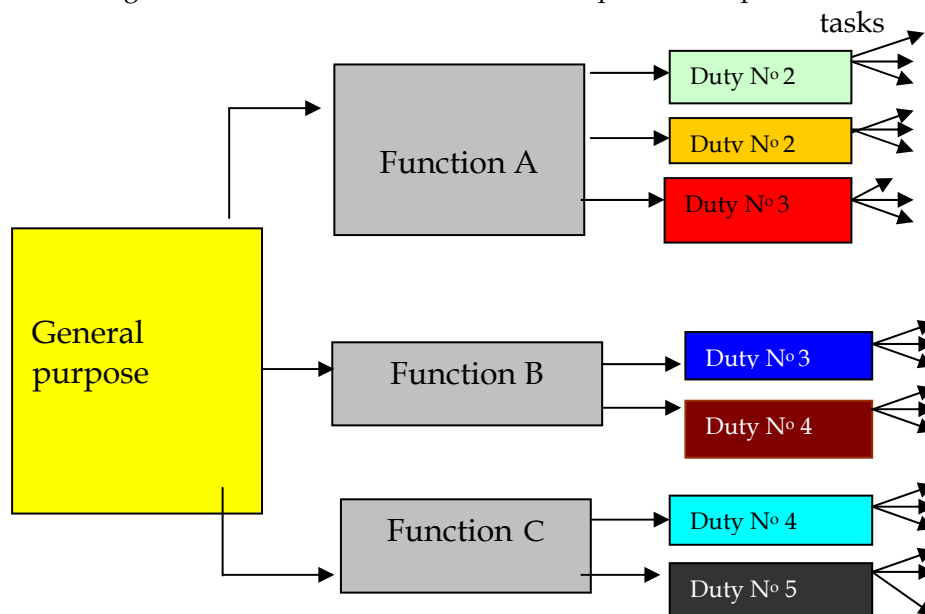 tasks
Duty Nº 2
Function A
Duty Nº 2
Duty Nº 3
General
purpose
Function B
Duty Nº 3
Duty Nº 4
Function C
Duty Nº 4
Duty Nº 5